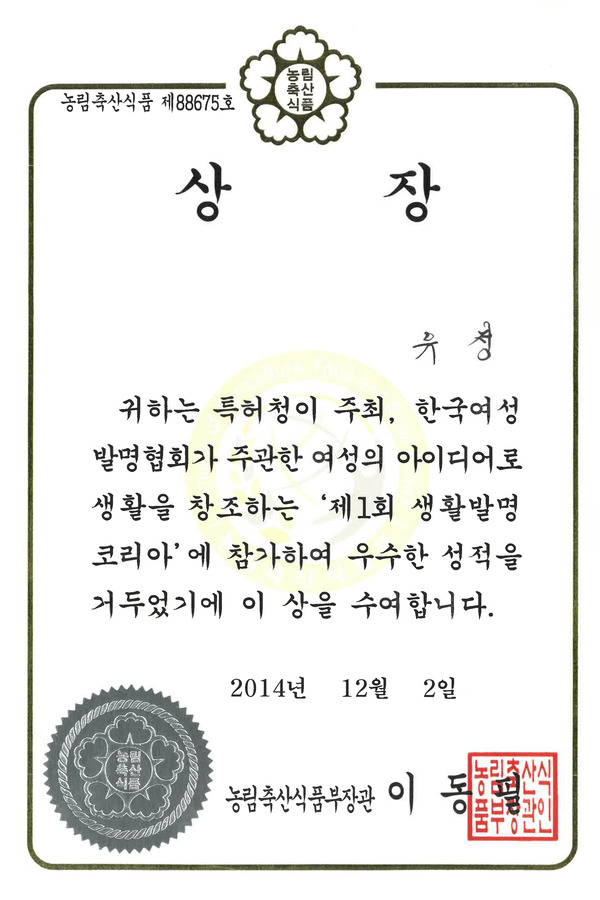 농림
축산
식품
농림축산식품 제88675호
상 장
유 정
귀하는 특허청이 주최, 한국여성
발명협회가 주관한 여성의 아이디어로
생활을 창조하는 ‘제1회 생활발명
코리아’에 참가하여 우수한 성적을
거두었기에 이 상을 수여합니다.
2014년 12월 2일
농림
축산
식품
농림축산식품부장관 이 동 필
농림축산식
품부장관인